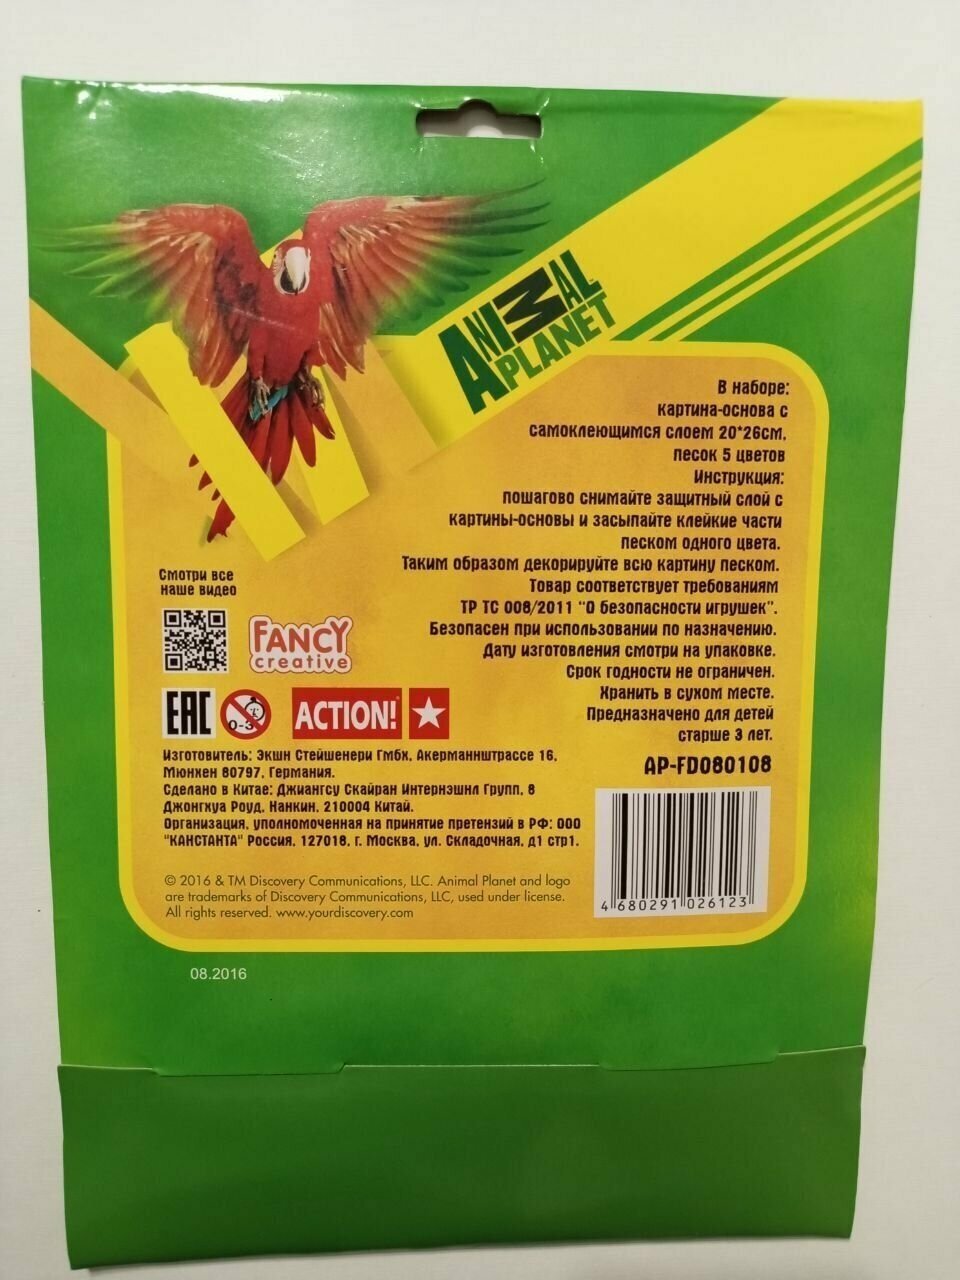 ANIMAL
PLANET
В наборе:
картина-основа с
самоклеющимся слоем 20*26см,
песок 5 цветов
Инструкция:
пошагово снимайте защитный слой с
картины-основы и засыпайте клейкие части
песком одного цвета.
Таким образом декорируйте всю картину песком.
Товар соответствует требованиям
ТР ТС 008/2011 "О безопасности игрушек".
Безопасен при использовании по назначению.
Дату изготовления смотри на упаковке.
Срок годности не ограничен.
Хранить в сухом месте.
Предназначено для детей
старше 3 лет.
AP-FD080108
Смотри все
наше видео
FANCY
creative
EAC
0-3
ACTION!
Изготовитель: Экшн Стейшенери Гмбх, Акерманнштрассе 16,
Мюнхен 80797, Германия.
Сделано в Китае: Джиангсу Скайран Интернэшнл Групп, 8
Джонгхуа Роуд, Нанкин, 210004 Китай.
Организация, уполномоченная на принятие претензий в РФ: ООО
"КАНСТАНТА" Россия, 127018, г. Москва, ул. Складочная, д1 стр1.
4 680291 026123
© 2016 & TM Discovery Communications, LLC. Animal Planet and logo
are trademarks of Discovery Communications, LLC, used under license.
All rights reserved. www.yourdiscovery.com
08.2016